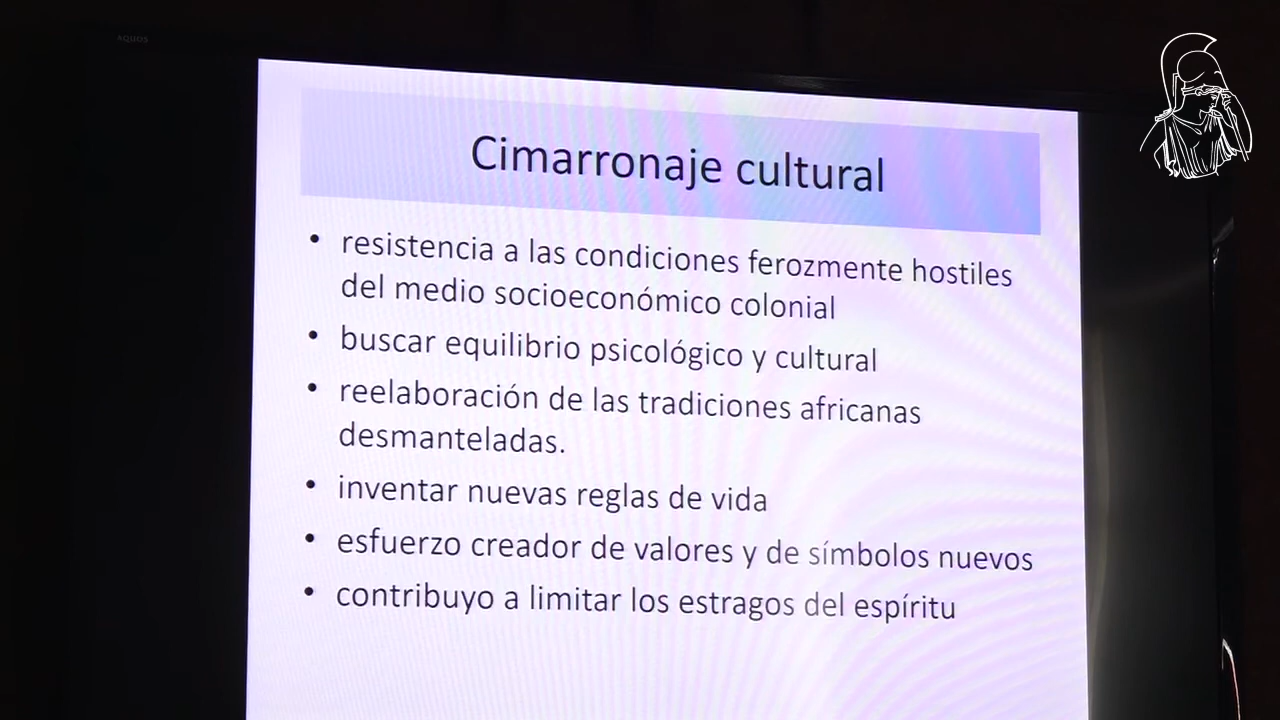 AQUOS
Cimarronaje cultural
• resistencia a las condiciones ferozmente hostiles
del medio socioeconómico colonial
• buscar equilibrio psicológico y cultural
• reelaboración de las tradiciones africanas
desmanteladas.
• inventar nuevas reglas de vida
• esfuerzo creador de valores y de símbolos nuevos
• contribuyo a limitar los estragos del espíritu